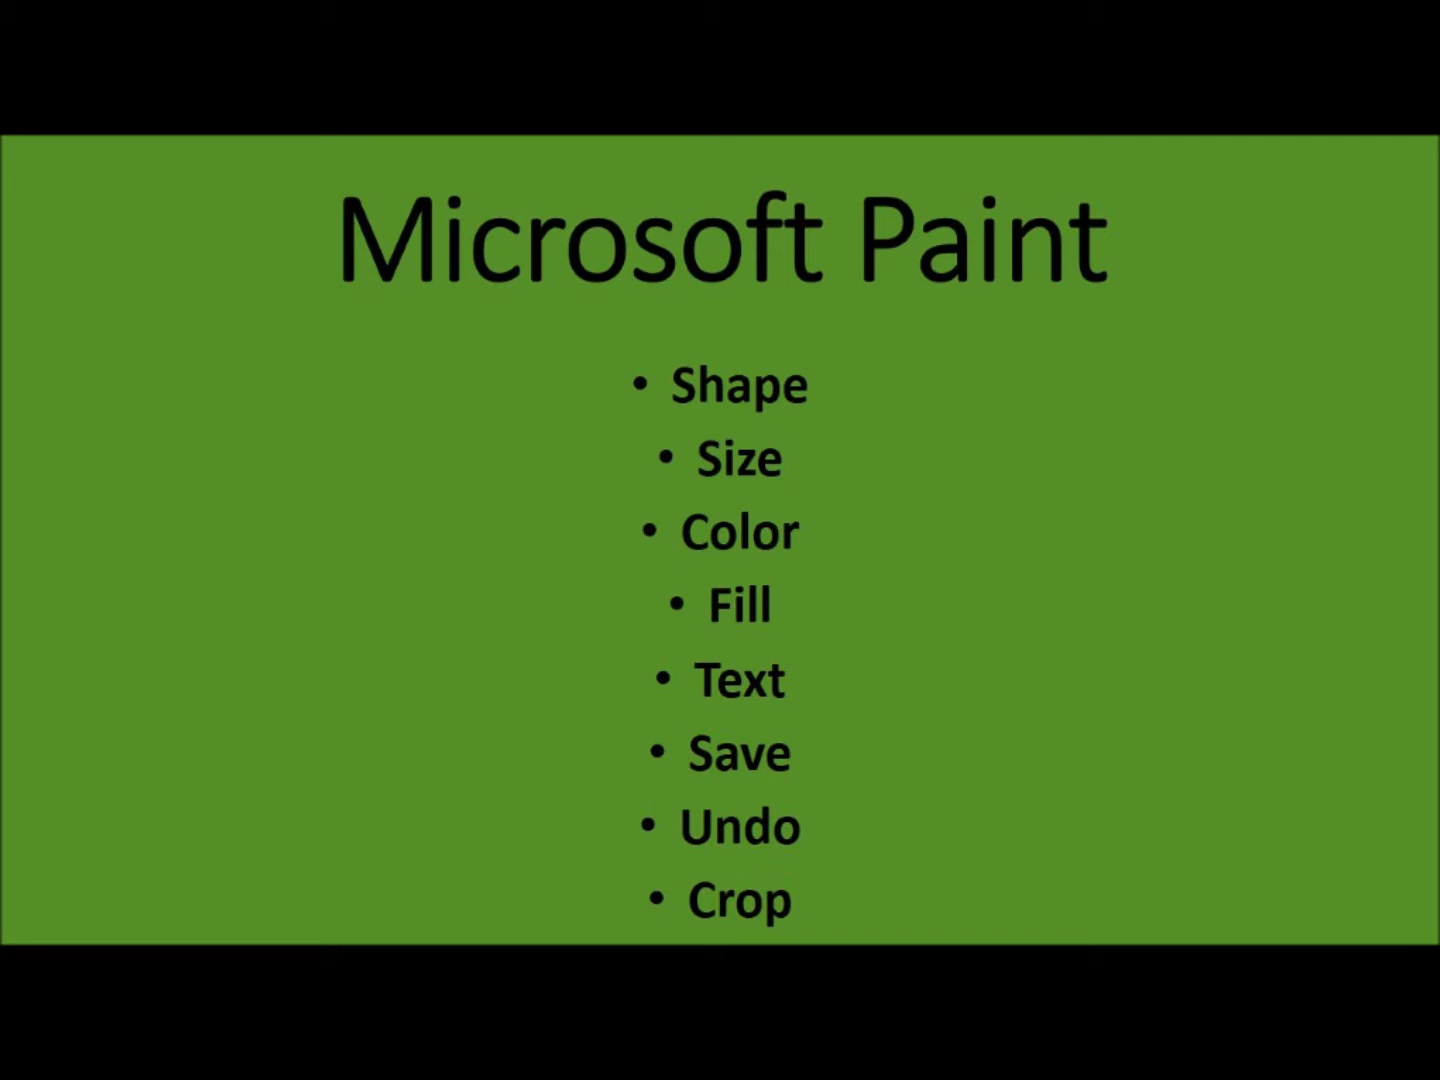 Microsoft Paint
• Shape
• Size
• Color
• Fill
• Text
• Save
• Undo
• Crop